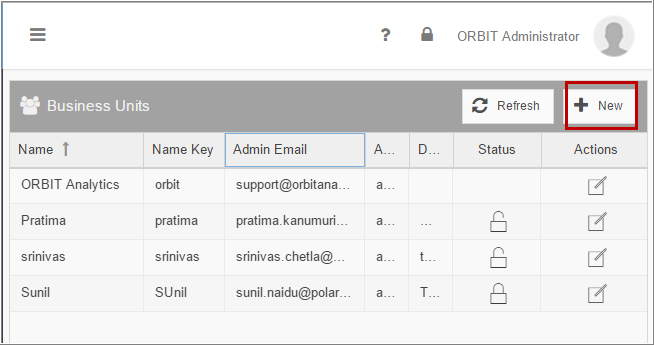 ? ORBIT Administrator
Business Units Refresh New
Name Name Key Admin Email A... D... Status Actions
ORBIT Analytics orbit support@orbitana... a...
Pratima pratima pratima.kanumuri... a... ...
srinivas srinivas srinivas.chetla@... a... t...
Sunil SUnil sunil.naidu@polar... a... T...